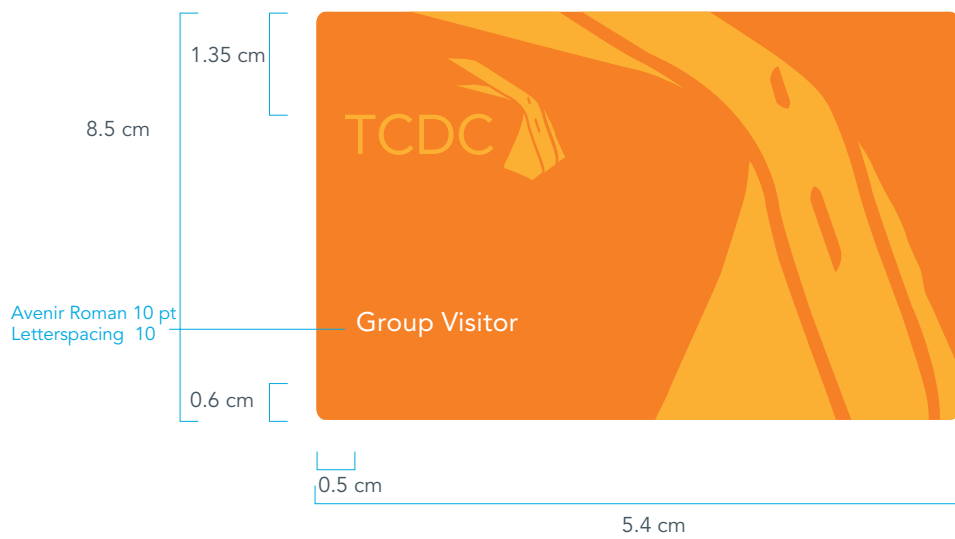 1.35 cm
8.5 cm
TCDC
Avenir Roman 10 pt
Letterspacing  10
Group Visitor
0.6 cm
0.5 cm
5.4 cm